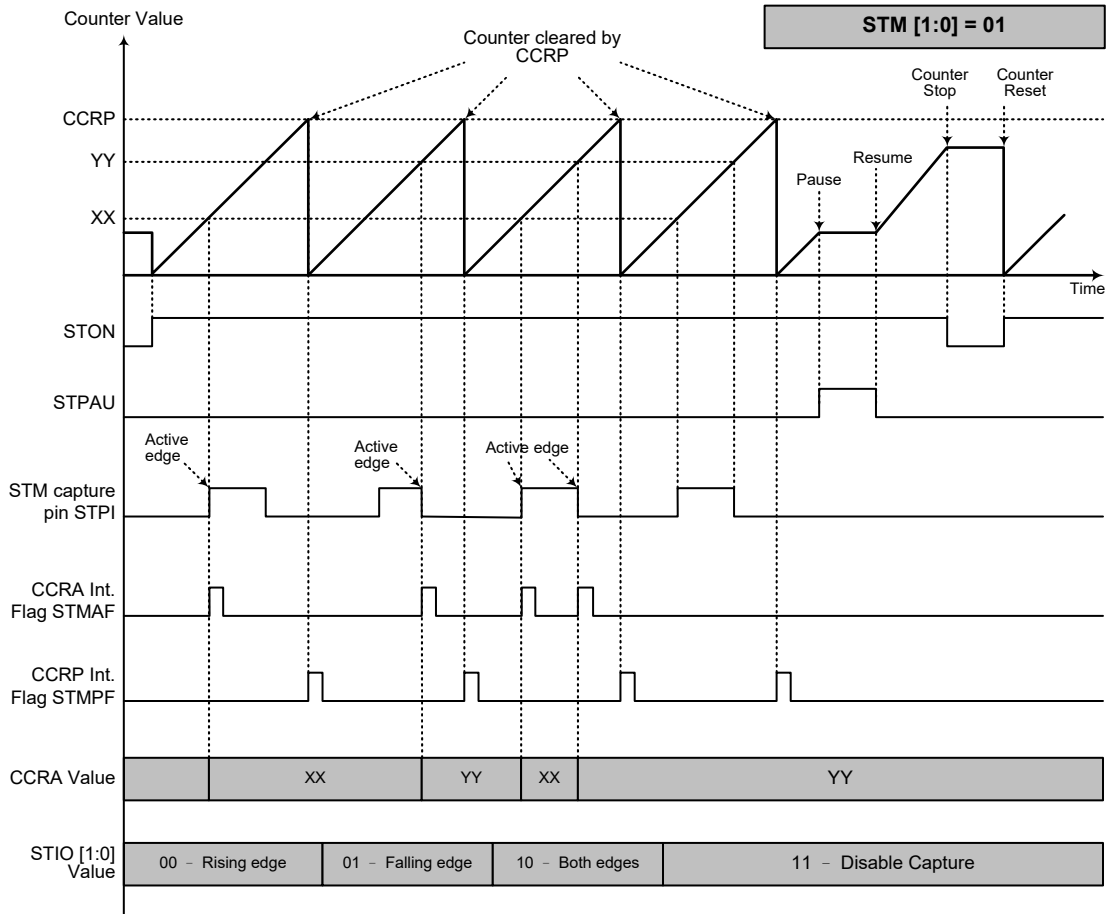 Counter Value
STM [1:0] = 01
Counter cleared by
CCRP
Counter
Stop
Counter
Reset
CCRP
YY
Resume
Pause
XX
Time
STON
STPAU
Active
edge
Active
edge
Active edge
STM capture
pin STPI
CCRA Int.
Flag STMAF
CCRP Int.
Flag STMPF
CCRA Value
XX
YY
XX
YY
STIO [1:0]
Value
00 – Rising edge
01 – Falling edge
10 – Both edges
11 – Disable Capture